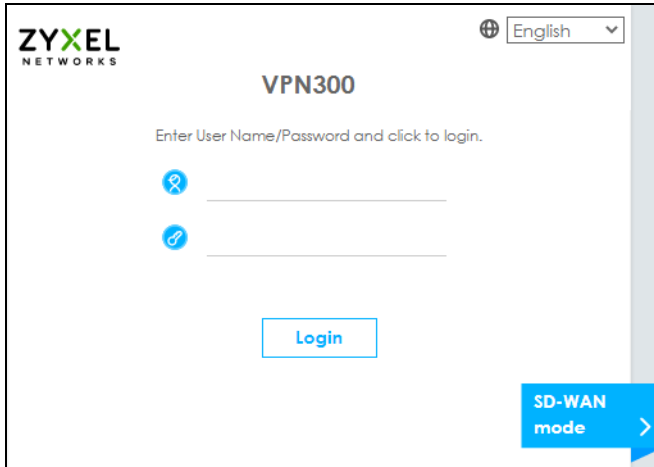 ZYXEL
NETWORKS
English
VPN300
Enter User Name/Password and click to login.
Login
SD-WAN
mode